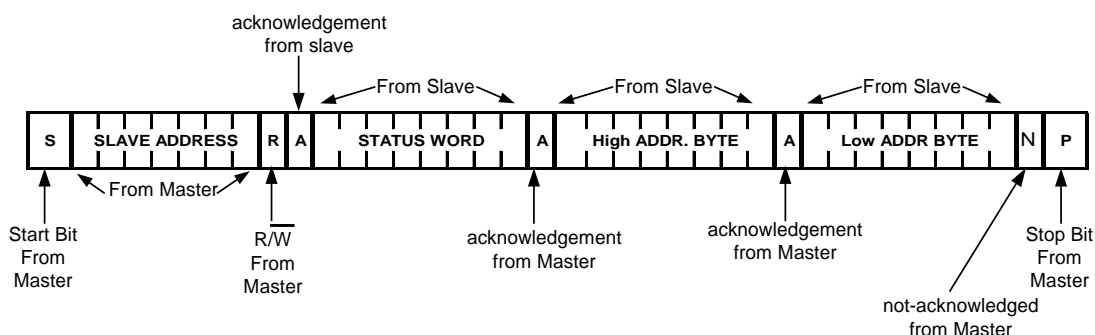 acknowledgement
from slave
From Slave
From Slave
From Slave
S
SLAVE ADDRESS
R
A
STATUS WORD
A
High ADDR. BYTE
A
Low ADDR BYTE
N
P
From Master
Start Bit
From
Master
R/W
From
Master
acknowledgement
from Master
acknowledgement
from Master
Stop Bit
From
Master
not-acknowledged
from Master